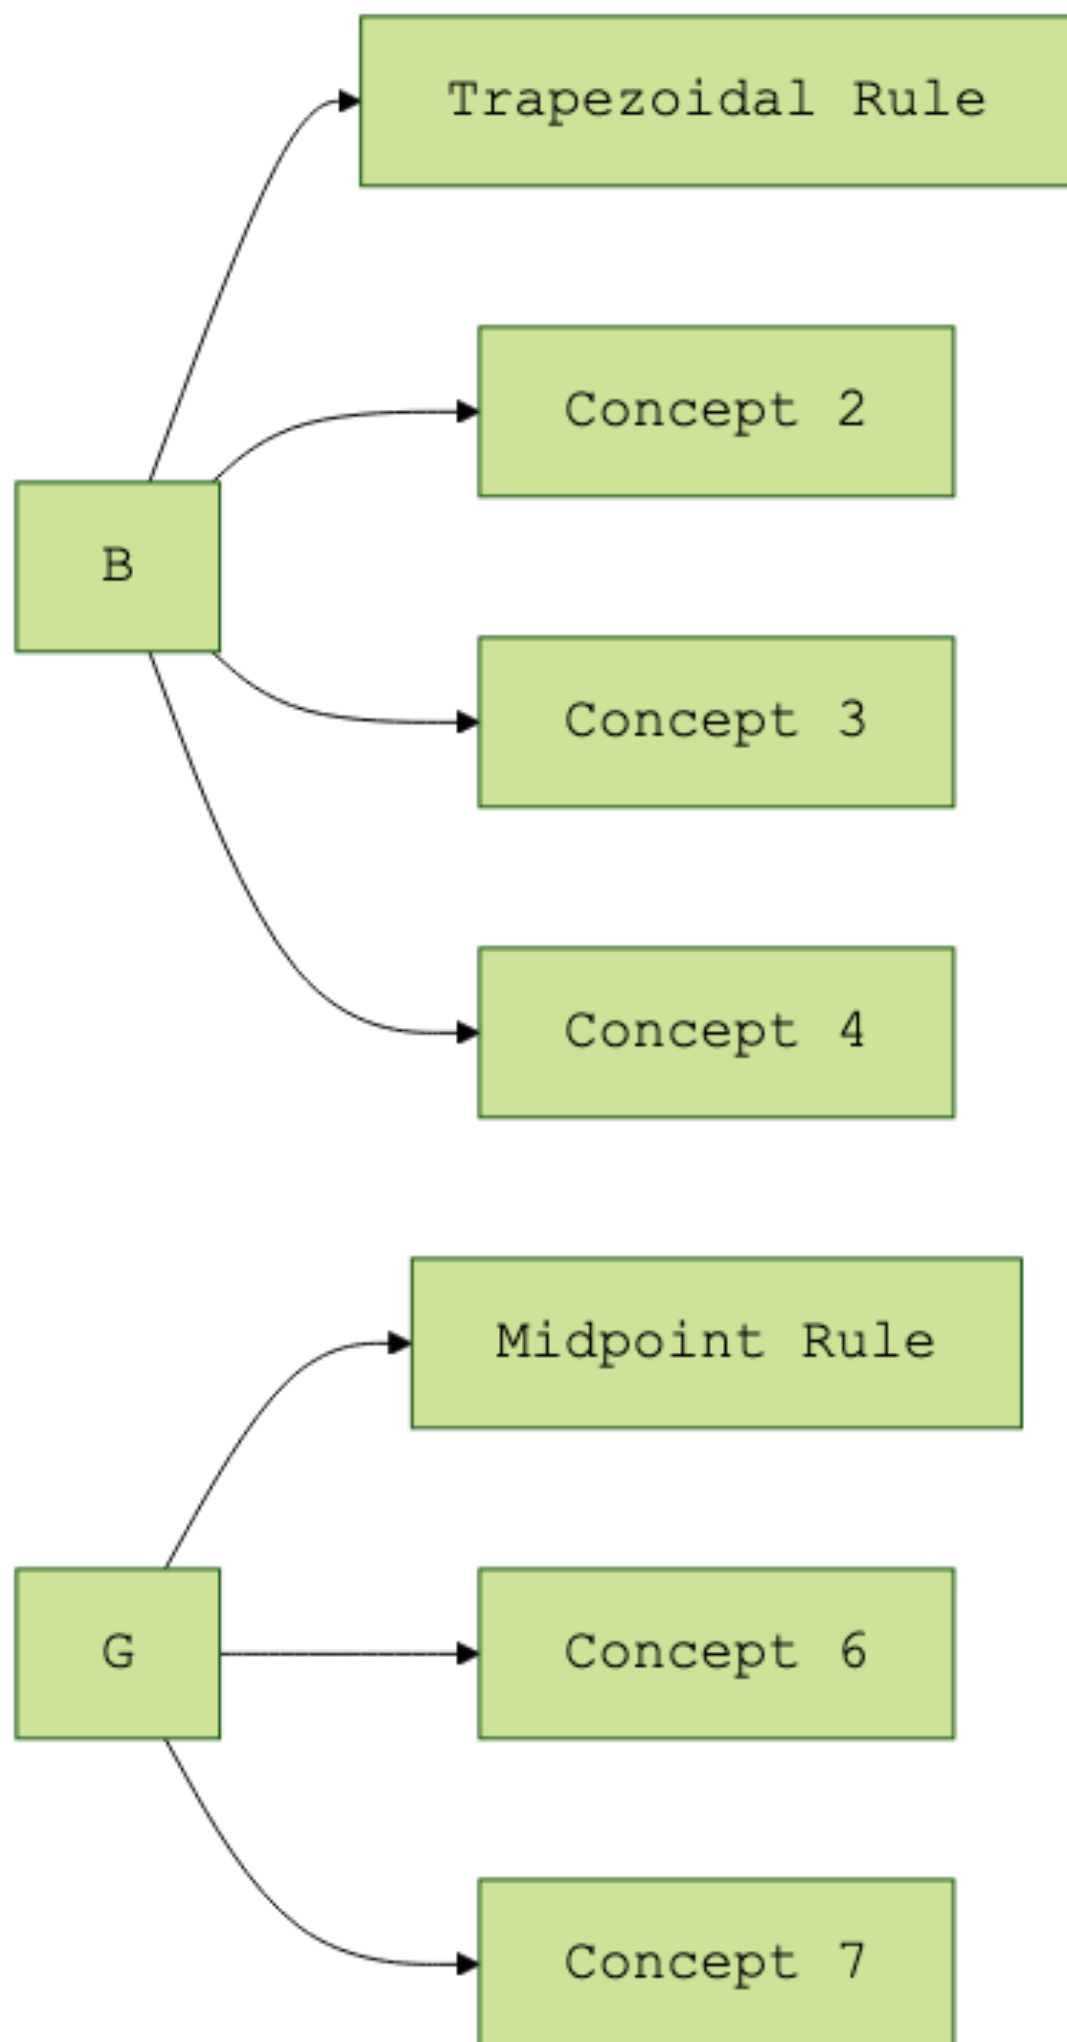 Trapezoidal Rule
Concept 2
B
Concept 3
Concept 4
Midpoint Rule
G
Concept 6
Concept 7